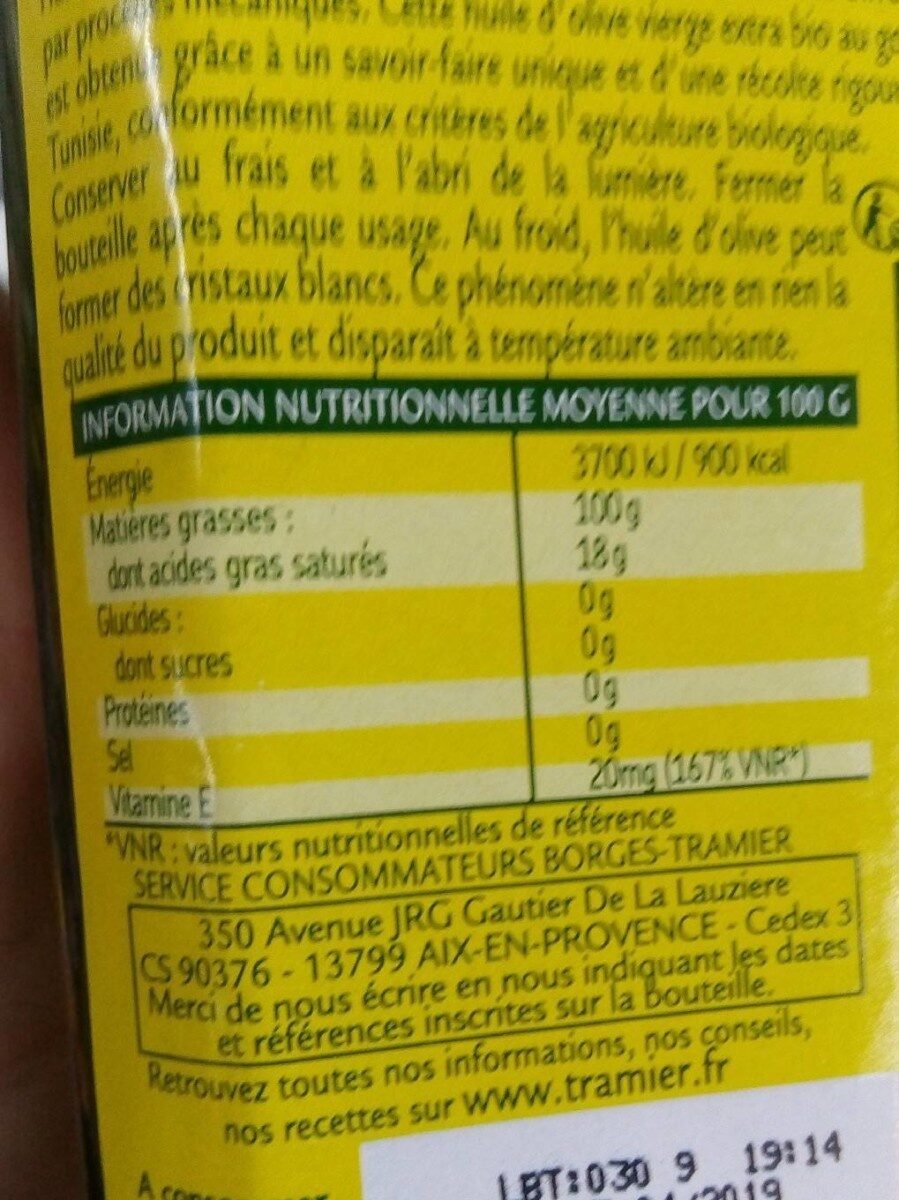 mécaniques. Cette huile d'olive vierge extra bio au
est obtenue grâce à un savoir-faire unique et d'une récolte
Tunisie, conformément aux critères de l'agriculture biologique.
Conserver au frais et à l'abri de la lumière. Fermer la
bouteille après chaque usage. Au froid, l'huile d'olive peut
former des cristaux blancs. Ce phénomène n'altère en rien la
qualité du produit et disparaît à température ambiante.
INFORMATION NUTRITIONNELLE MOYENNE POUR 100 G
Énergie 3700 kJ / 900 kcal
Matières grasses : 100g
dont acides gras saturés 18g
Glucides : 0g
dont sucres 0g
Protéines 0g
Sel 0g
Vitamine E 20mg (167% VNR*)
*VNR : valeurs nutritionnelles de référence
SERVICE CONSOMMATEURS BORGES-TRAMIER
350 Avenue JRG Gautier De La Lauzière
CS 90376 - 13799 AIX-EN-PROVENCE - Cedex 3
Merci de nous écrire en nous indiquant les dates
et références inscrites sur la bouteille.
Retrouvez toutes nos informations, nos conseils,
nos recettes sur www.tramier.fr
LBT:030 9 19:14